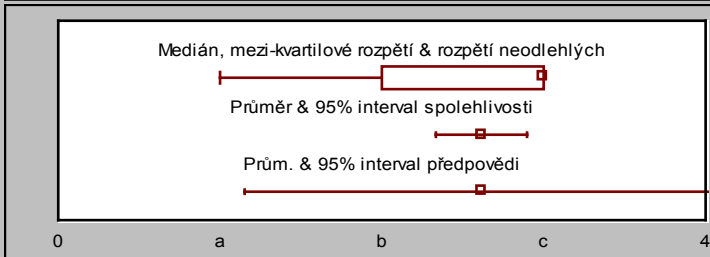 Medián, mezi-kvartilové rozpětí & rozpětí neodlehlých
Průměr & 95% interval spolehlivosti
Prům. & 95% interval předpovědi
0 a b c 4